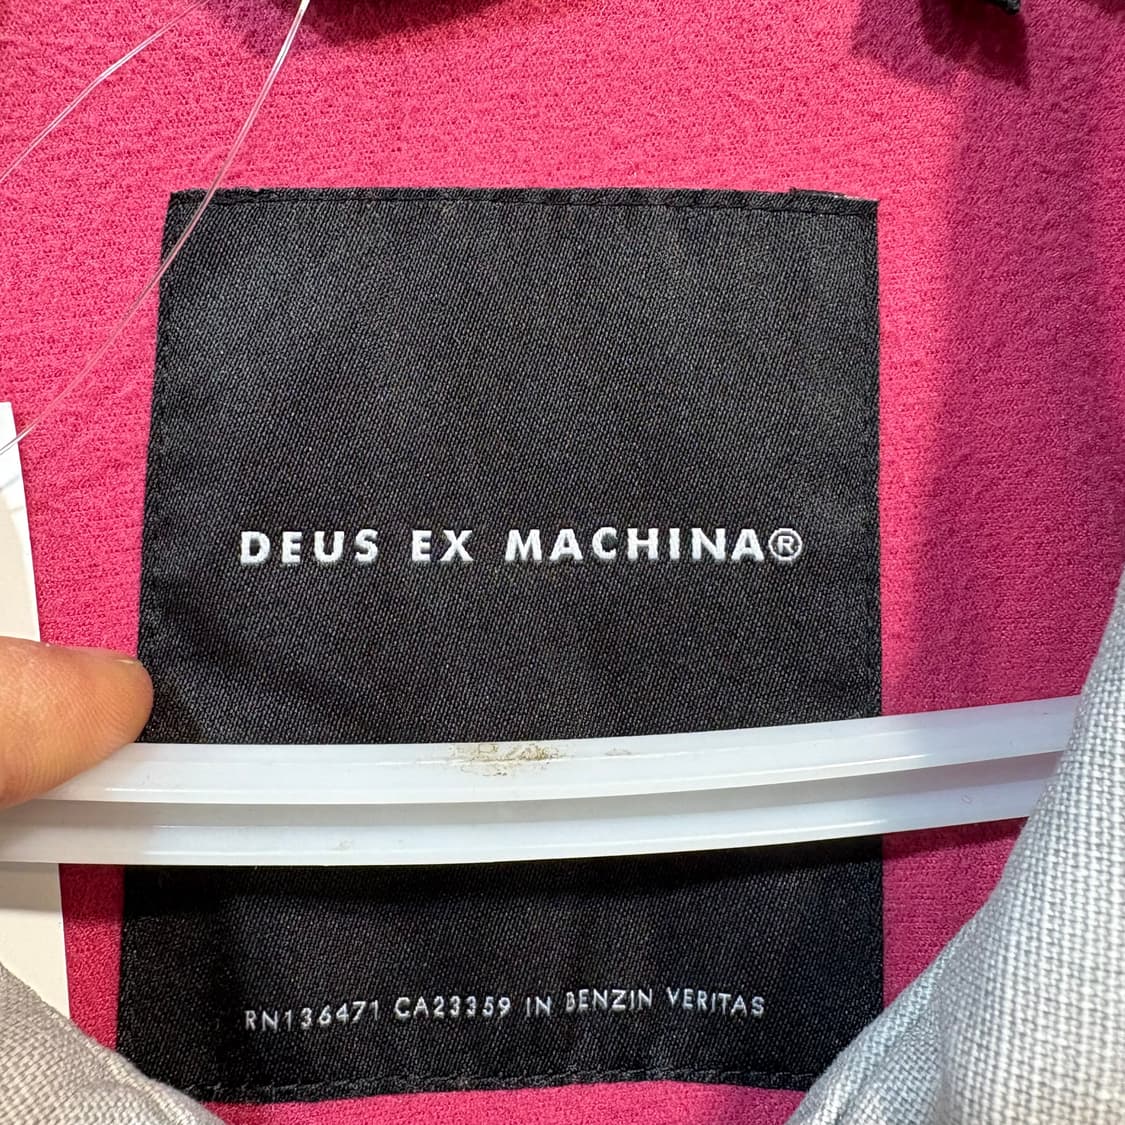 DEUS EX MACHINA®
RN136471 CA23359 IN BENZIN VERITAS